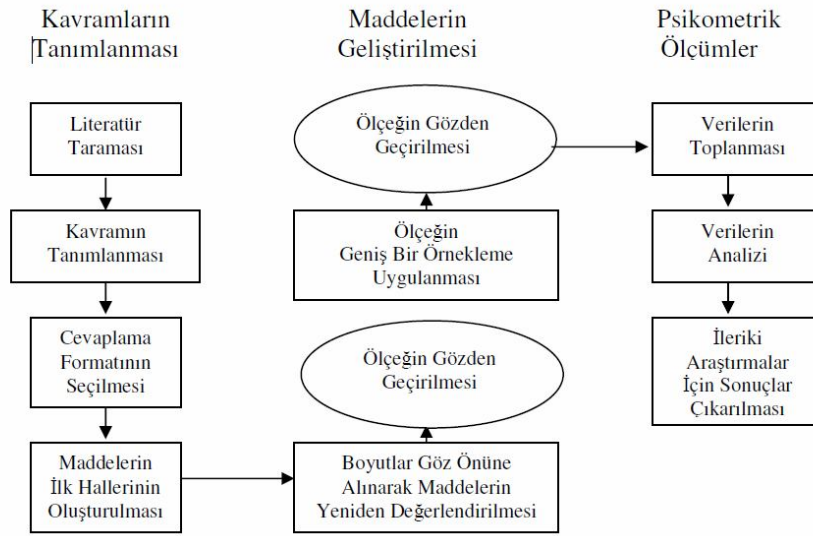 Kavramların
Tanımlanması
Literatür
Taraması
Kavramın
Tanımlanması
Cevaplama
Formatının
Seçilmesi
Maddelerin
İlk Hallerinin
Oluşturulması
Maddelerin
Geliştirilmesi
Ölçeğin Gözden
Geçirilmesi
Ölçeğin
Geniş Bir Örnekleme
Uygulanması
Ölçeğin Gözden
Geçirilmesi
Boyutlar Göz Önüne
Alınarak Maddelerin
Yeniden Değerlendirilmesi
Psikometrik
Ölçümler
Verilerin
Toplanması
Verilerin
Analizi
İleriki
Araştırmalar
İçin Sonuçlar
Çıkarılması